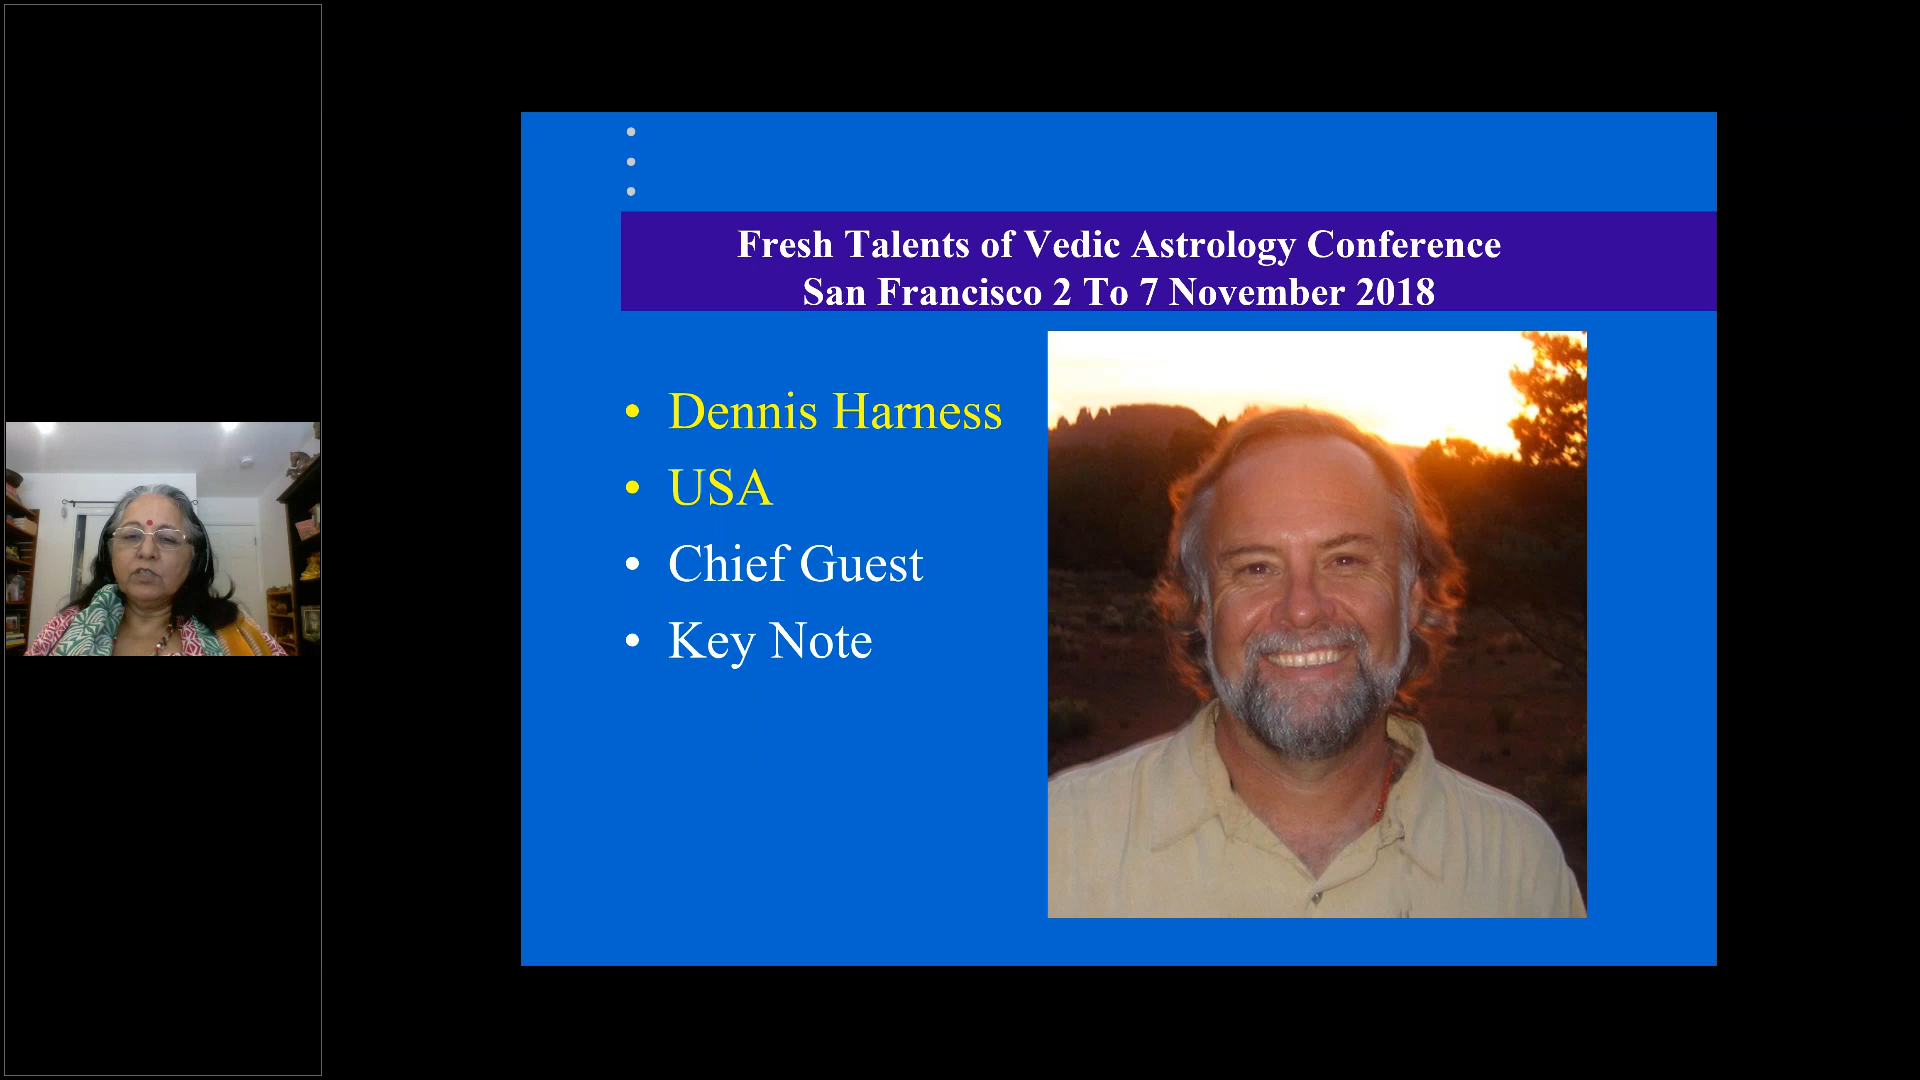 Fresh Talents of Vedic Astrology Conference
San Francisco 2 To 7 November 2018
• Dennis Harness
• USA
• Chief Guest
• Key Note